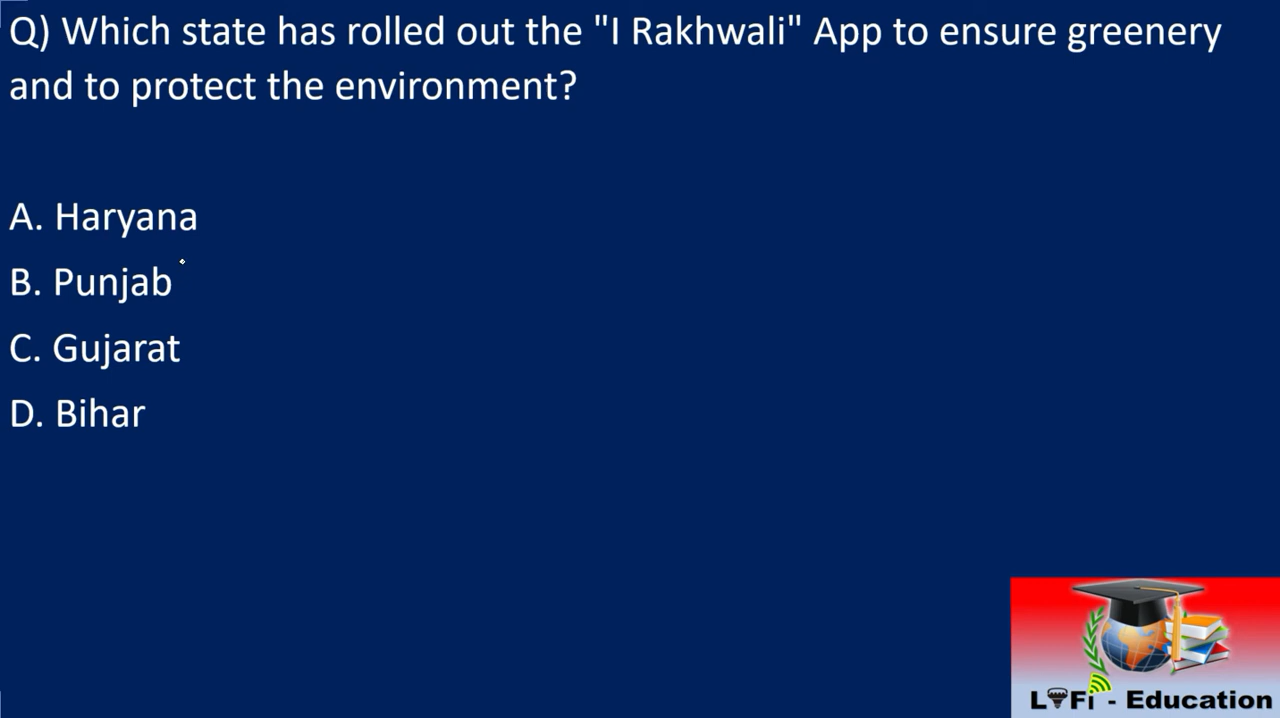 Q) Which state has rolled out the "I Rakhwali" App to ensure greenery
and to protect the environment?
A. Haryana
B. Punjab
C. Gujarat
D. Bihar
LiFi - Education